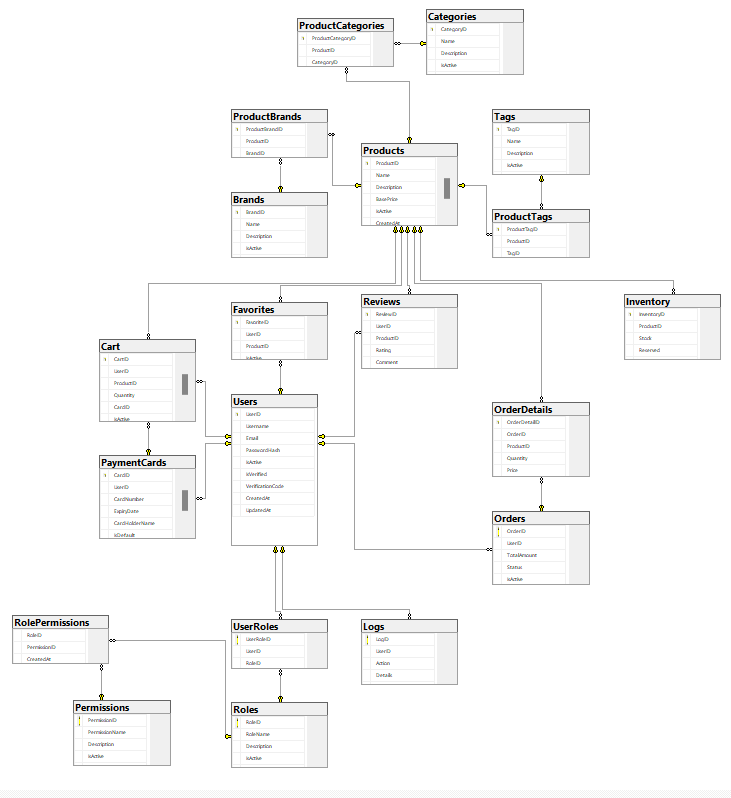 ProductCategories
ProductCategoryID
ProductID
CategoryID
Categories
CategoryID
Name
Description
IsActive
ProductBrands
ProductBrandID
ProductID
BrandID
Tags
TagID
Name
Description
IsActive
Products
ProductID
Name
Description
BasePrice
IsActive
CreatedAt
Brands
BrandID
Name
Description
IsActive
ProductTags
ProductTagID
ProductID
TagID
Favorites
FavoriteID
UserID
ProductID
IsActive
Reviews
ReviewID
UserID
ProductID
Rating
Comment
Inventory
InventoryID
ProductID
Stock
Reserved
Cart
CartID
UserID
ProductID
Quantity
CardID
IsActive
Users
UserID
Username
Email
PasswordHash
IsActive
IsVerified
VerificationCode
CreatedAt
UpdatedAt
OrderDetails
OrderDetailID
OrderID
ProductID
Quantity
Price
PaymentCards
CardID
UserID
CardNumber
ExpiryDate
CardHolderName
IsDefault
Orders
OrderID
UserID
TotalAmount
Status
IsActive
RolePermissions
RoleID
PermissionID
CreatedAt
UserRoles
UserRoleID
UserID
RoleID
Logs
LogID
UserID
Action
Details
Permissions
PermissionID
PermissionName
Description
IsActive
Roles
RoleID
RoleName
Description
IsActive